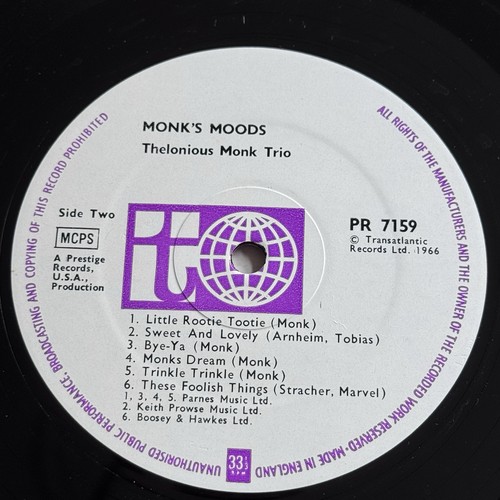 MONK'S MOODS
Thelonious Monk Trio
Side Two
MCPS
A Prestige
Records,
U.S.A.,
Production
it
PR 7159
© Transatlantic
Records Ltd. 1966
1. Little Rootie Tootie (Monk)
2. Sweet And Lovely (Arnheim, Tobias)
3. Bye-Ya (Monk)
4. Monks Dream (Monk)
5. Trinkle Trinkle (Monk)
6. These Foolish Things (Stracher, Marvel)
1, 3, 4, 5. Parnes Music Ltd.
2. Keith Prowse Music Ltd.
6. Boosey & Hawkes Ltd.
33⅓
ALL RIGHTS OF THE MANUFACTURERS AND THE OWNER OF THE RECORDED WORK RESERVED-MADE IN ENGLAND
UNAUTHORISED PUBLIC PERFORMANCE, BROADCASTING AND COPYING OF THIS RECORD PROHIBITED